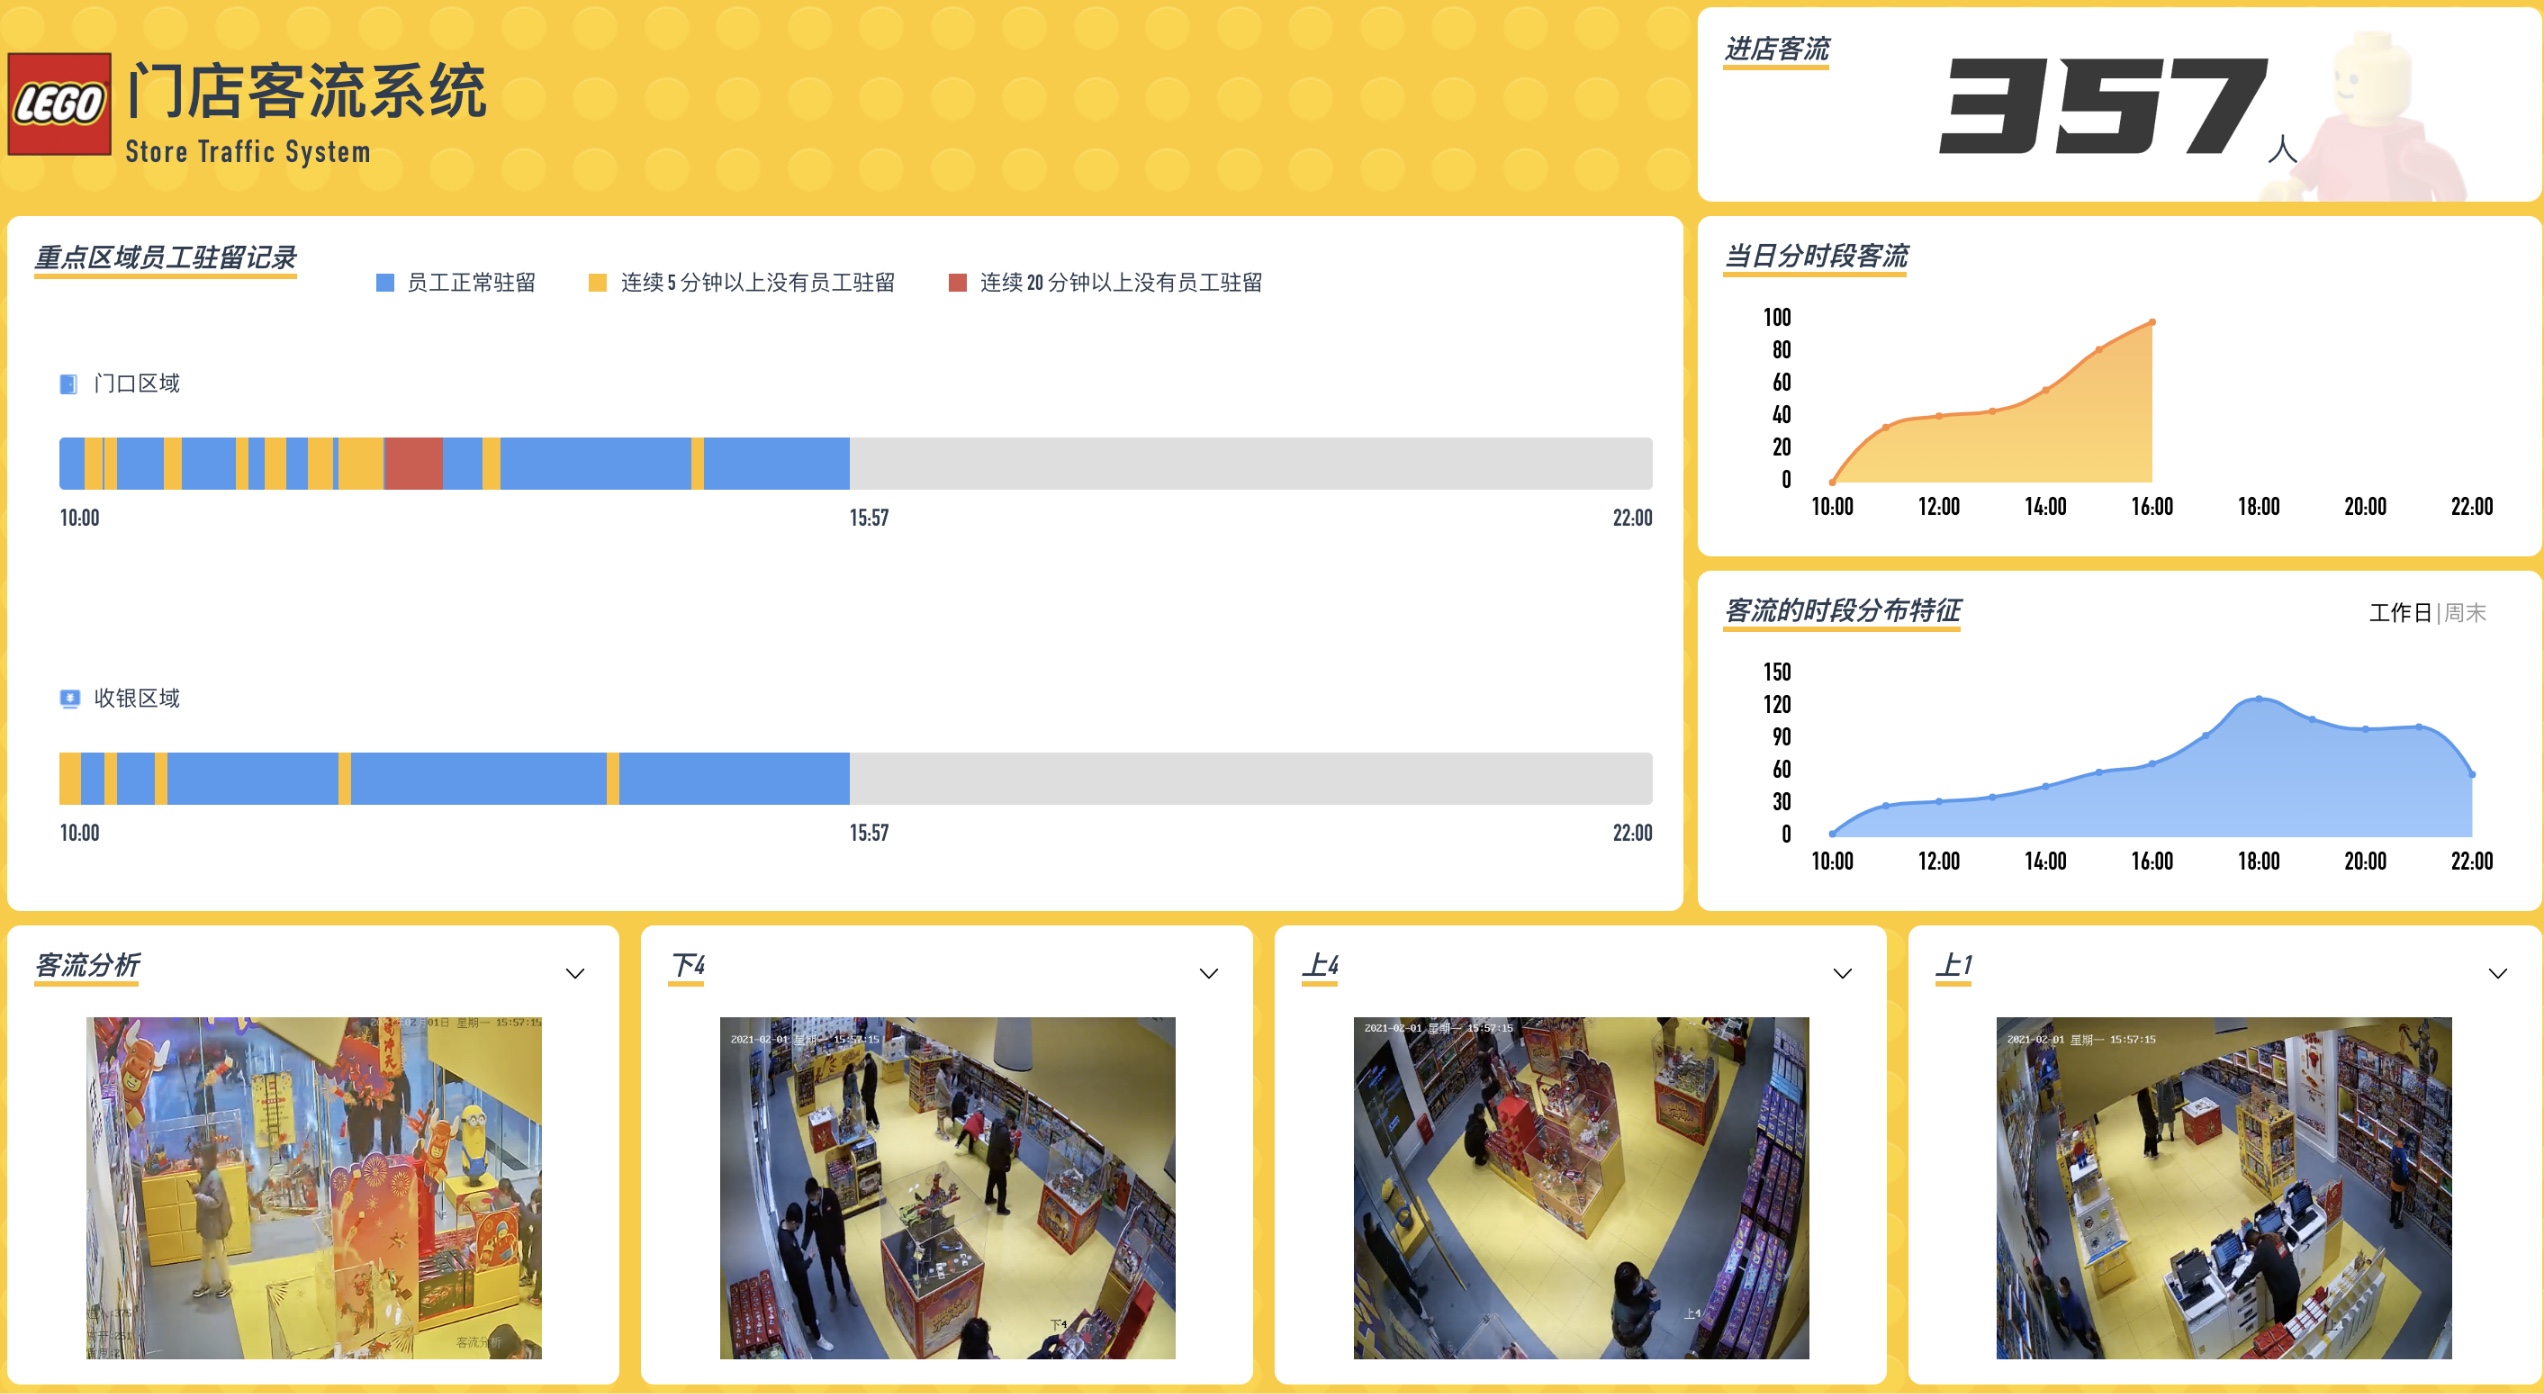 LEGO
门店客流系统
Store Traffic System
进店客流
357人
重点区域员工驻留记录
员工正常驻留
连续5分钟以上没有员工驻留
连续20分钟以上没有员工驻留
门口区域
10:00 15:57 22:00
收银区域
10:00 15:57 22:00
当日分时段客流
100
80
60
40
20
0
10:00 12:00 14:00 16:00 18:00 20:00 22:00
客流的时段分布特征
工作日|周末
150
120
90
60
30
0
10:00 12:00 14:00 16:00 18:00 20:00 22:00
客流分析
01日 星期一 15:57:15
客流分析
下4
2021-02-01 星期一 15:57:15
下4
上4
2021-02-01 星期一 15:57:15
上4
上1
2021-02-01 星期一 15:57:15